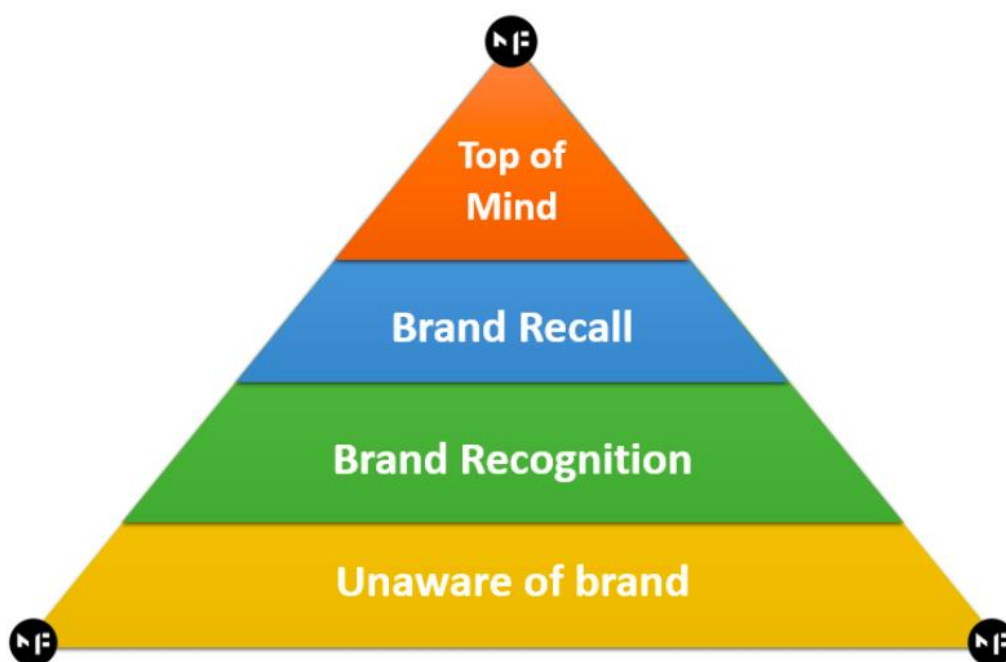 Top of
Mind
Brand Recall
Brand Recognition
Unaware of brand